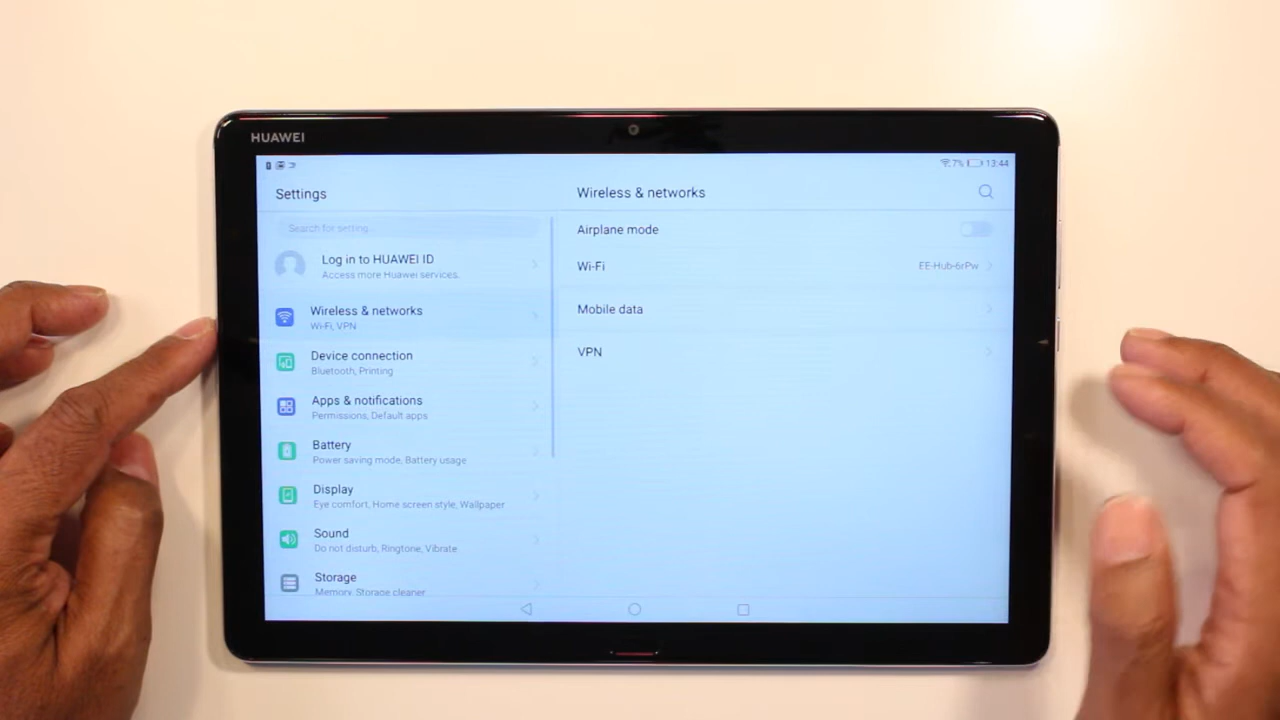 HUAWEI
7% 13:44
Settings
Search for setting...
Log in to HUAWEI ID
Access more Huawei services.
Wireless & networks
Wi-Fi, VPN
Device connection
Bluetooth, Printing
Apps & notifications
Permissions, Default apps
Battery
Power saving mode, Battery usage
Display
Eye comfort, Home screen style, Wallpaper
Sound
Do not disturb, Ringtone, Vibrate
Storage
Memory, Storage cleaner
Wireless & networks
Airplane mode
Wi-Fi EE-Hub-6rPw
Mobile data
VPN